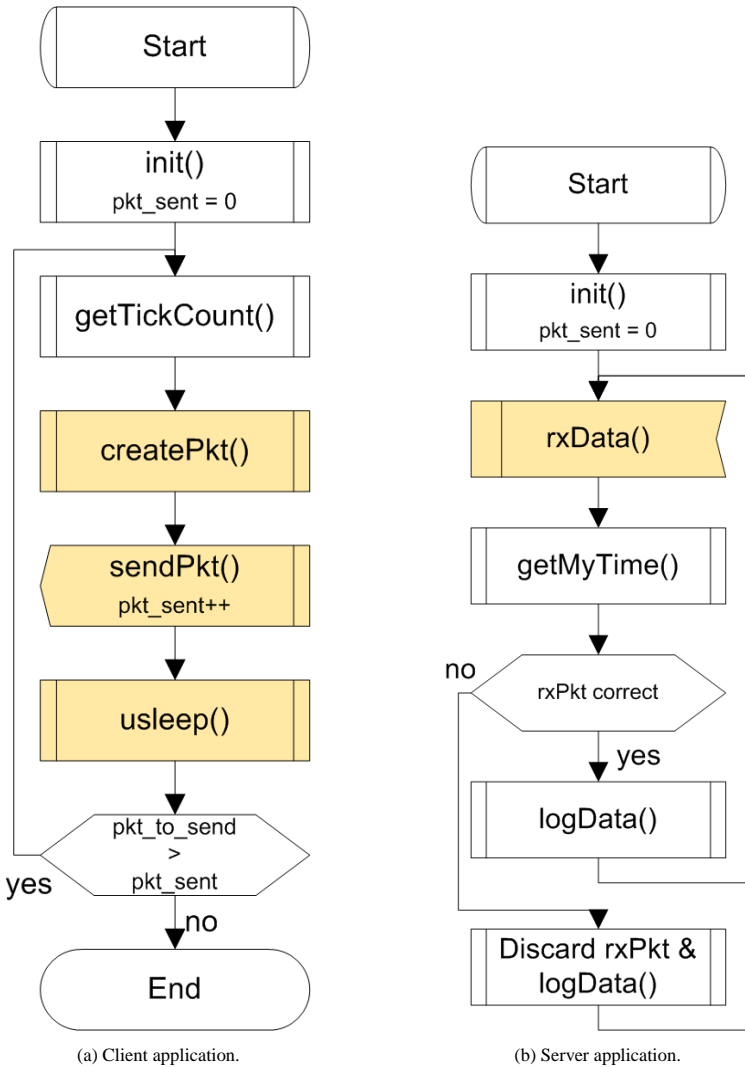 Start
init()
pkt_sent = 0
getTickCount()
createPkt()
sendPkt()
pkt_sent++
usleep()
pkt_to_send
>
pkt_sent
yes
no
End
(a) Client application.
Start
init()
pkt_sent = 0
rxData()
getMyTime()
no
rxPkt correct
yes
logData()
Discard rxPkt &
logData()
(b) Server application.